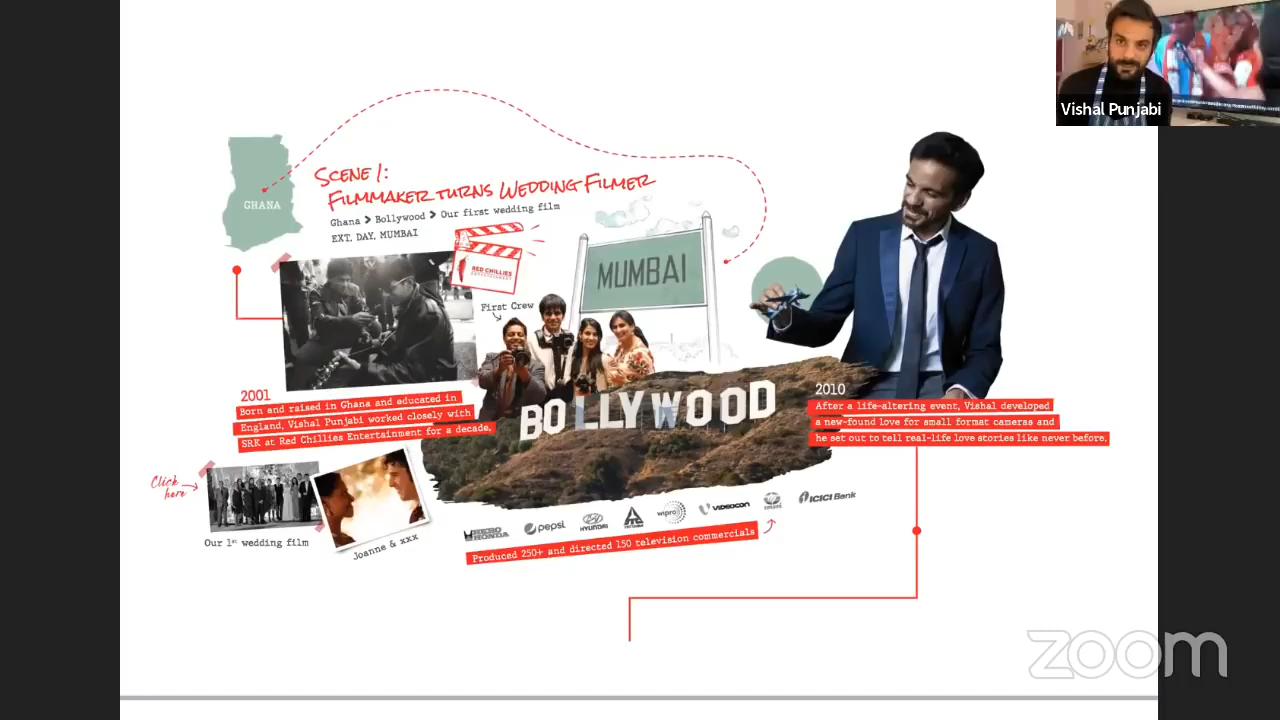 Vishal Punjabi
SCENE 1:
FILMMAKER TURNS WEDDING FILMER
Ghana > Bollywood > Our first wedding film
EXT, DAY, MUMBAI
GHANA
RED CHILLIES
ENTERTAINMENT
MUMBAI
First Crew
BOLLYWOOD
2001
Born and raised in Ghana and educated in
England, Vishal Punjabi worked closely with
SRK at Red Chillies Entertainment for a decade.
2010
After a life-altering event, Vishal developed
a new-found love for small format cameras and
he set out to tell real-life love stories like never before.
Click
here
Our 1st wedding film
Joanne & xxx
HERO
HONDA
pepsi
HYUNDAI
wipro
VIDEOCON
ICICI Bank
Produced 250+ and directed 150 television commercials
zoom